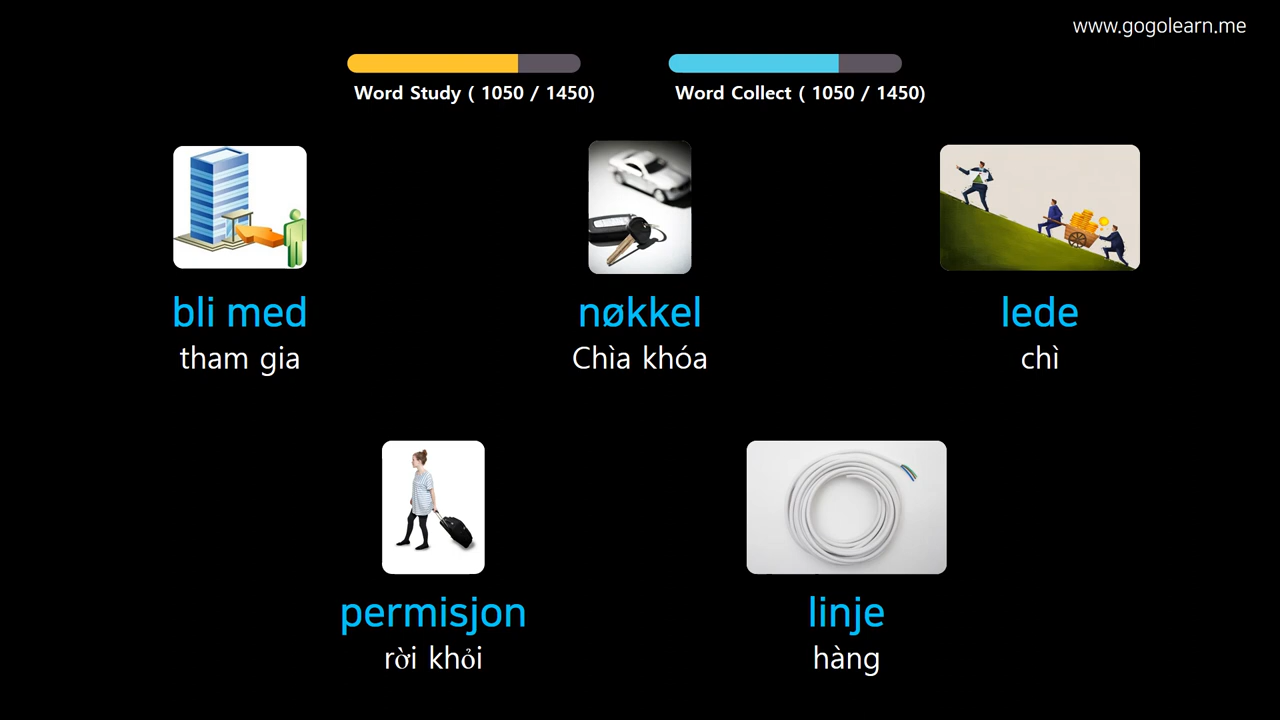 www.gogolearn.me
Word Study ( 1050 / 1450)
Word Collect ( 1050 / 1450)
bli med
tham gia
nøkkel
Chìa khóa
lede
chì
permisjon
rời khỏi
linje
hàng